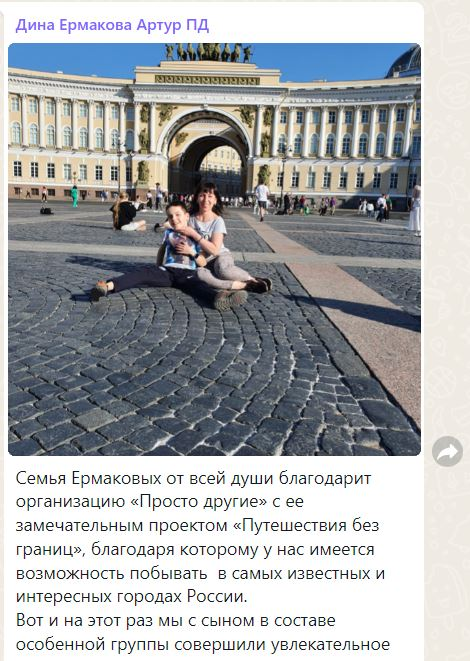 Дина Ермакова Артур ПД
Семья Ермаковых от всей души благодарит
организацию «Просто другие» с ее
замечательным проектом «Путешествия без
границ», благодаря которому у нас имеется
возможность побывать  в самых известных и
интересных городах России.
Вот и на этот раз мы с сыном в составе
особенной группы совершили увлекательное